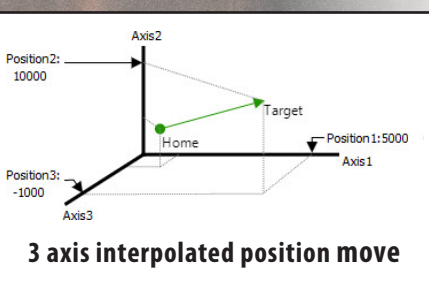 Axis2
Position2:
10000
Target
Home
Position1:5000
Axis1
Position3:
-1000
Axis3
3 axis interpolated position move